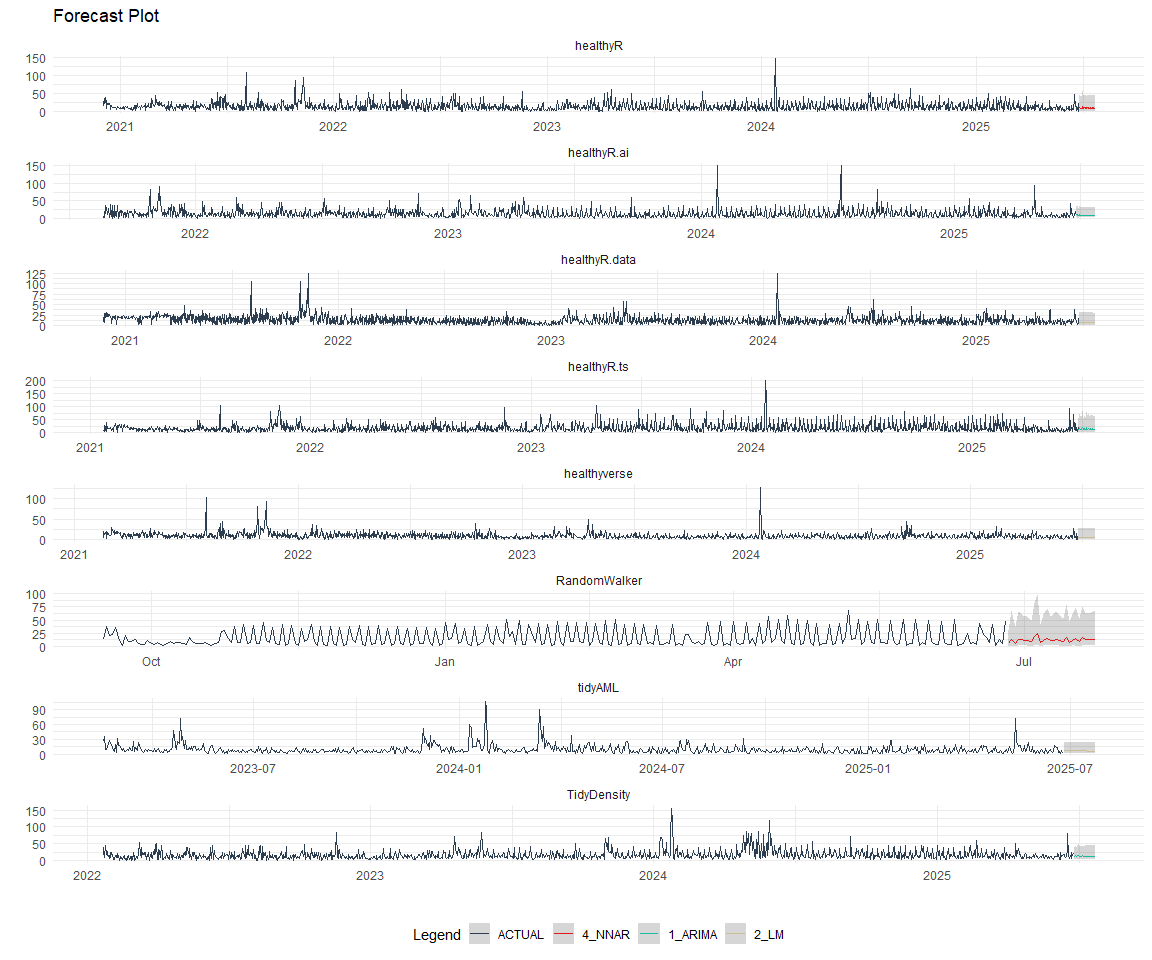 Forecast Plot
healthyR
150
100
50
0
2021 2022 2023 2024 2025
healthyR.ai
150
100
50
0
2022 2023 2024 2025
healthyR.data
125
100
75
50
25
0
2021 2022 2023 2024 2025
healthyR.ts
200
150
100
50
0
2021 2022 2023 2024 2025
healthyverse
100
50
0
2021 2022 2023 2024 2025
RandomWalker
100
75
50
25
0
Oct Jan Apr Jul
tidyAML
90
60
30
0
2023-07 2024-01 2024-07 2025-01 2025-07
TidyDensity
150
100
50
0
2022 2023 2024 2025
Legend ACTUAL 4_NNAR 1_ARIMA 2_LM